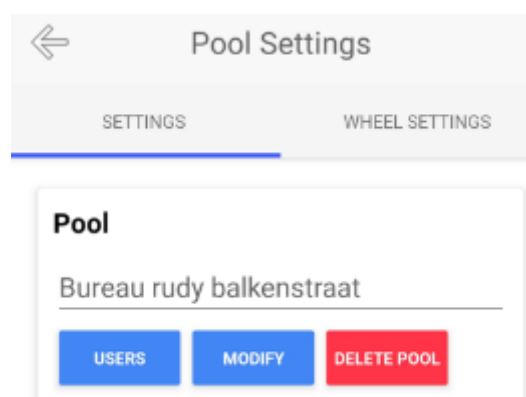 Pool Settings
SETTINGS WHEEL SETTINGS
Pool
Bureau rudy balkenstraat
USERS MODIFY DELETE POOL